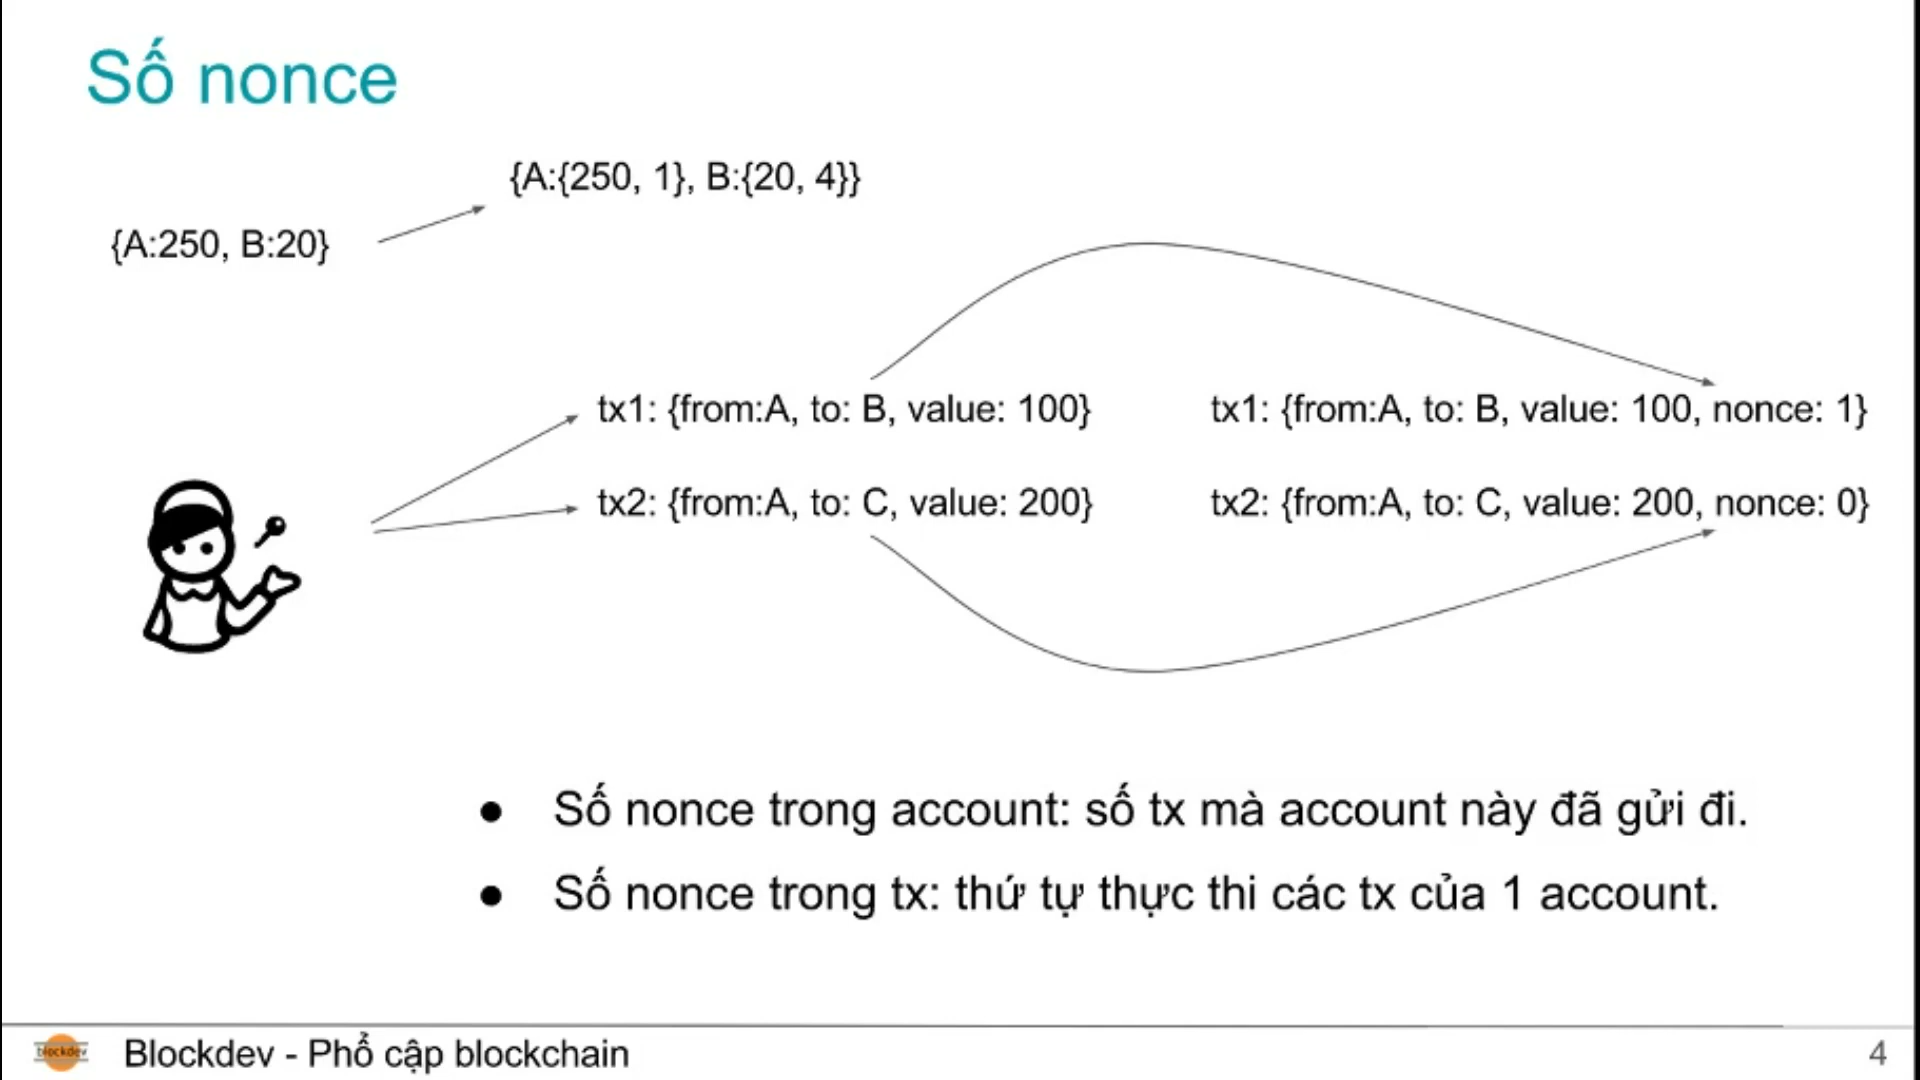 Số nonce
{A:{250, 1}, B:{20, 4}}
{A:250, B:20}
tx1: {from:A, to: B, value: 100}
tx1: {from:A, to: B, value: 100, nonce: 1}
tx2: {from:A, to: C, value: 200}
tx2: {from:A, to: C, value: 200, nonce: 0}
● Số nonce trong account: số tx mà account này đã gửi đi.
● Số nonce trong tx: thứ tự thực thi các tx của 1 account.
blockdev
Blockdev - Phổ cập blockchain
4